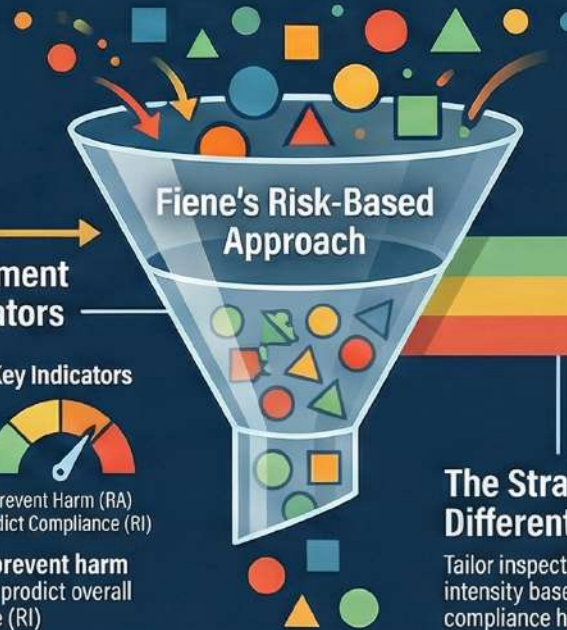 Fiene's Risk-Based
Approach
ment
ators
Key Indicators
revent Harm (RA)
dict Compliance (RI)
prevent harm
prodict overall
e (RI)
The Stra
Different
Tailor inspect
intensity base
compliance h